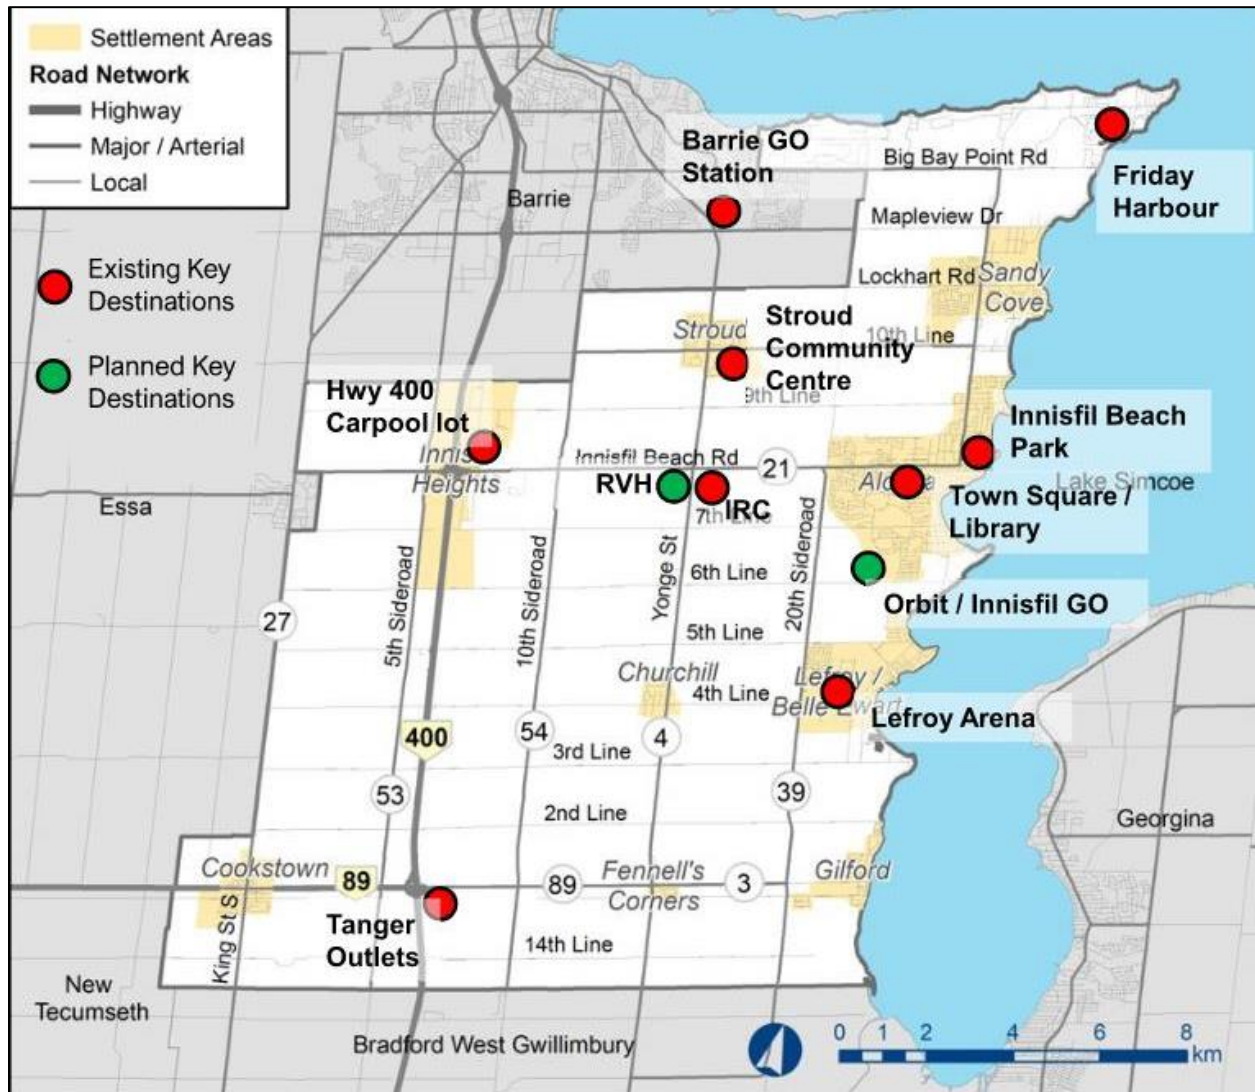 Settlement Areas
Road Network
Highway
Major / Arterial
Local
Existing Key
Destinations
Planned Key
Destinations
Barrie GO
Station
Big Bay Point Rd
Friday
Harbour
Barrie
Mapleview Dr
Lockhart Rd
Sandy
Cove
Stroud
Stroud
Community
Centre
10th Line
9th Line
Hwy 400
Carpool lot
Innis
Heights
Innisfil Beach Rd
21
Innisfil Beach
Park
RVH
IRC
7th Line
Town Square /
Library
Lake Simcoe
Essa
6th Line
Orbit / Innisfil GO
5th Sideroad
10th Sideroad
Yonge St
20th Sideroad
27
5th Line
Churchill
4th Line
Lefroy /
Belle Ewart
Lefroy Arena
400
54
4
3rd Line
53
39
2nd Line
Georgina
Cookstown
89
89
Fennell's
Corners
3
Gilford
King St S
Tanger
Outlets
14th Line
New
Tecumseth
Bradford West Gwillimbury
0 1 2 4 6 8
km